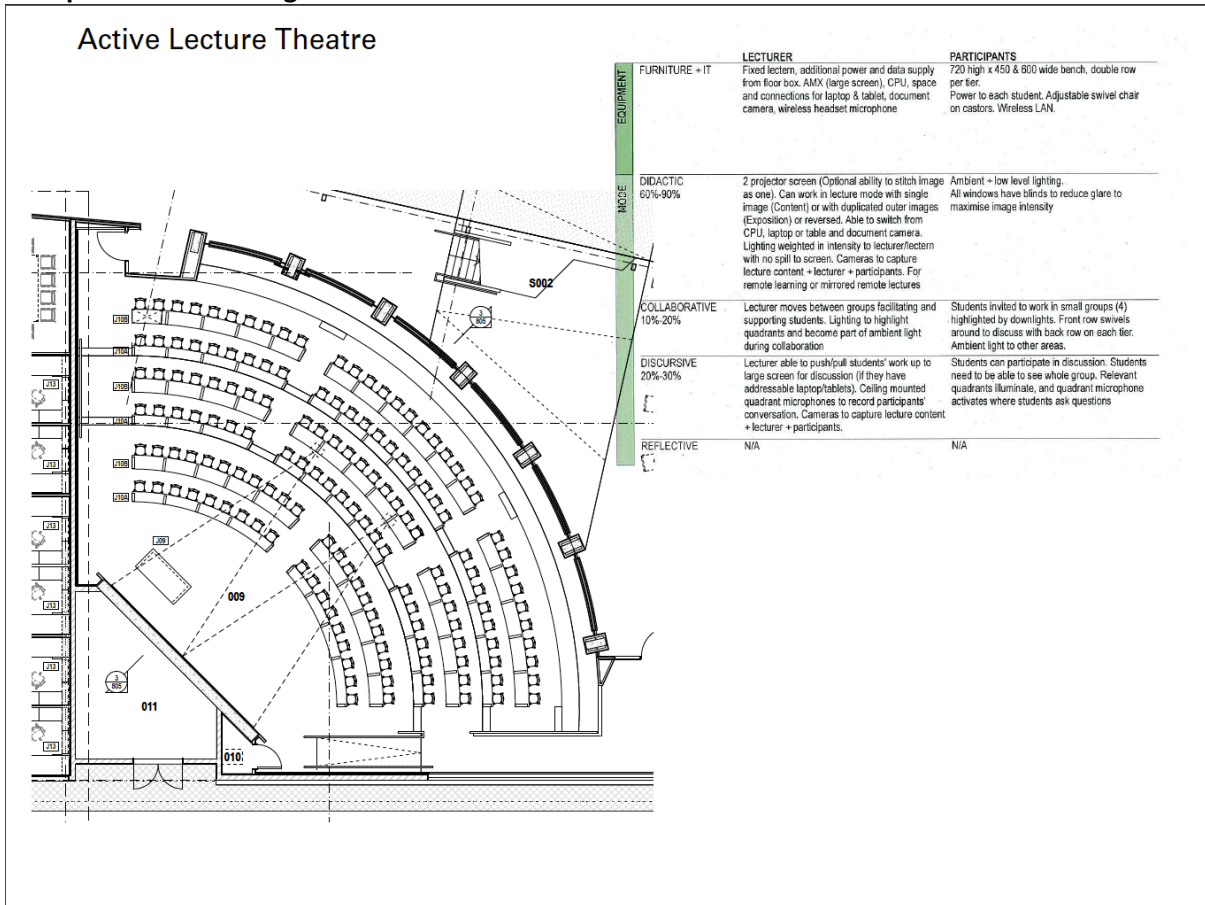 Active Lecture Theatre
LECTURER
PARTICIPANTS
EQUIPMENT
FURNITURE + IT
Fixed lectern, additional power and data supply
from floor box. AMX (large screen), CPU, space
and connections for laptop & tablet, document
camera, wireless headset microphone
720 high x 450 & 600 wide bench, double row
per tier.
Power to each student. Adjustable swivel chair
on castors. Wireless LAN.
MODE
DIDACTIC
60%-90%
2 projector screen (Optional ability to stitch image
as one). Can work in lecture mode with single
image (Content) or with duplicated outer images
(Exposition) or reversed. Able to switch from
CPU, laptop or table and document camera.
Lighting weighted in intensity to lecturer/lectern
with no spill to screen. Cameras to capture
lecture content + lecturer + participants. For
remote learning or mirrored remote lectures
Ambient + low level lighting.
All windows have blinds to reduce glare to
maximise image intensity
COLLABORATIVE
10%-20%
Lecturer moves between groups facilitating and
supporting students. Lighting to highlight
quadrants and become part of ambient light
during collaboration
Students invited to work in small groups (4)
highlighted by downlights. Front row swivels
around to discuss with back row on each tier.
Ambient light to other areas.
DISCURSIVE
20%-30%
Lecturer able to push/pull students' work up to
large screen for discussion (if they have
addressable laptop/tablets). Ceiling mounted
quadrant microphones to record participants'
conversation. Cameras to capture lecture content
+ lecturer + participants.
Students can participate in discussion. Students
need to be able to see whole group. Relevant
quadrants illuminate, and quadrant microphone
activates where students ask questions
REFLECTIVE
N/A
N/A
S002
3
805
J10B
J10A
J10B
J10A
J10B
J10A
J13
J13
J13
J13
J13
J13
J09
009
3
805
011
010